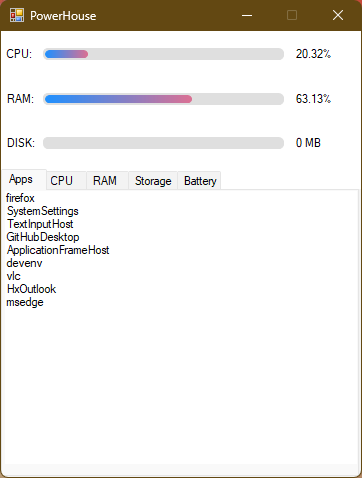 PowerHouse
CPU: 20.32%
RAM: 63.13%
DISK: 0 MB
Apps CPU RAM Storage Battery
firefox
SystemSettings
TextInputHost
GitHubDesktop
ApplicationFrameHost
devenv
vlc
HxOutlook
msedge